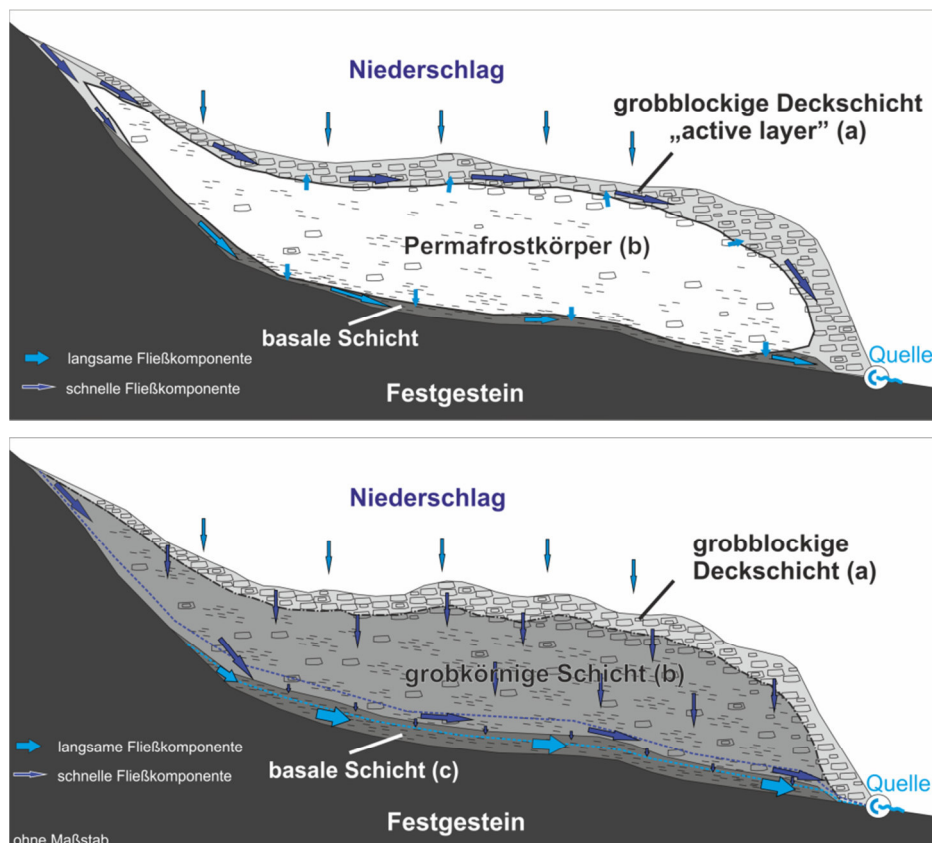 Niederschlag
grobblockige Deckschicht
„active layer” (a)
Permafrostkörper (b)
basale Schicht
langsame Fließkomponente
schnelle Fließkomponente
Quelle
Festgestein
Niederschlag
grobblockige
Deckschicht (a)
grobkörnige Schicht (b)
langsame Fließkomponente
schnelle Fließkomponente
basale Schicht (c)
Quelle
Festgestein
ohne Maßstab